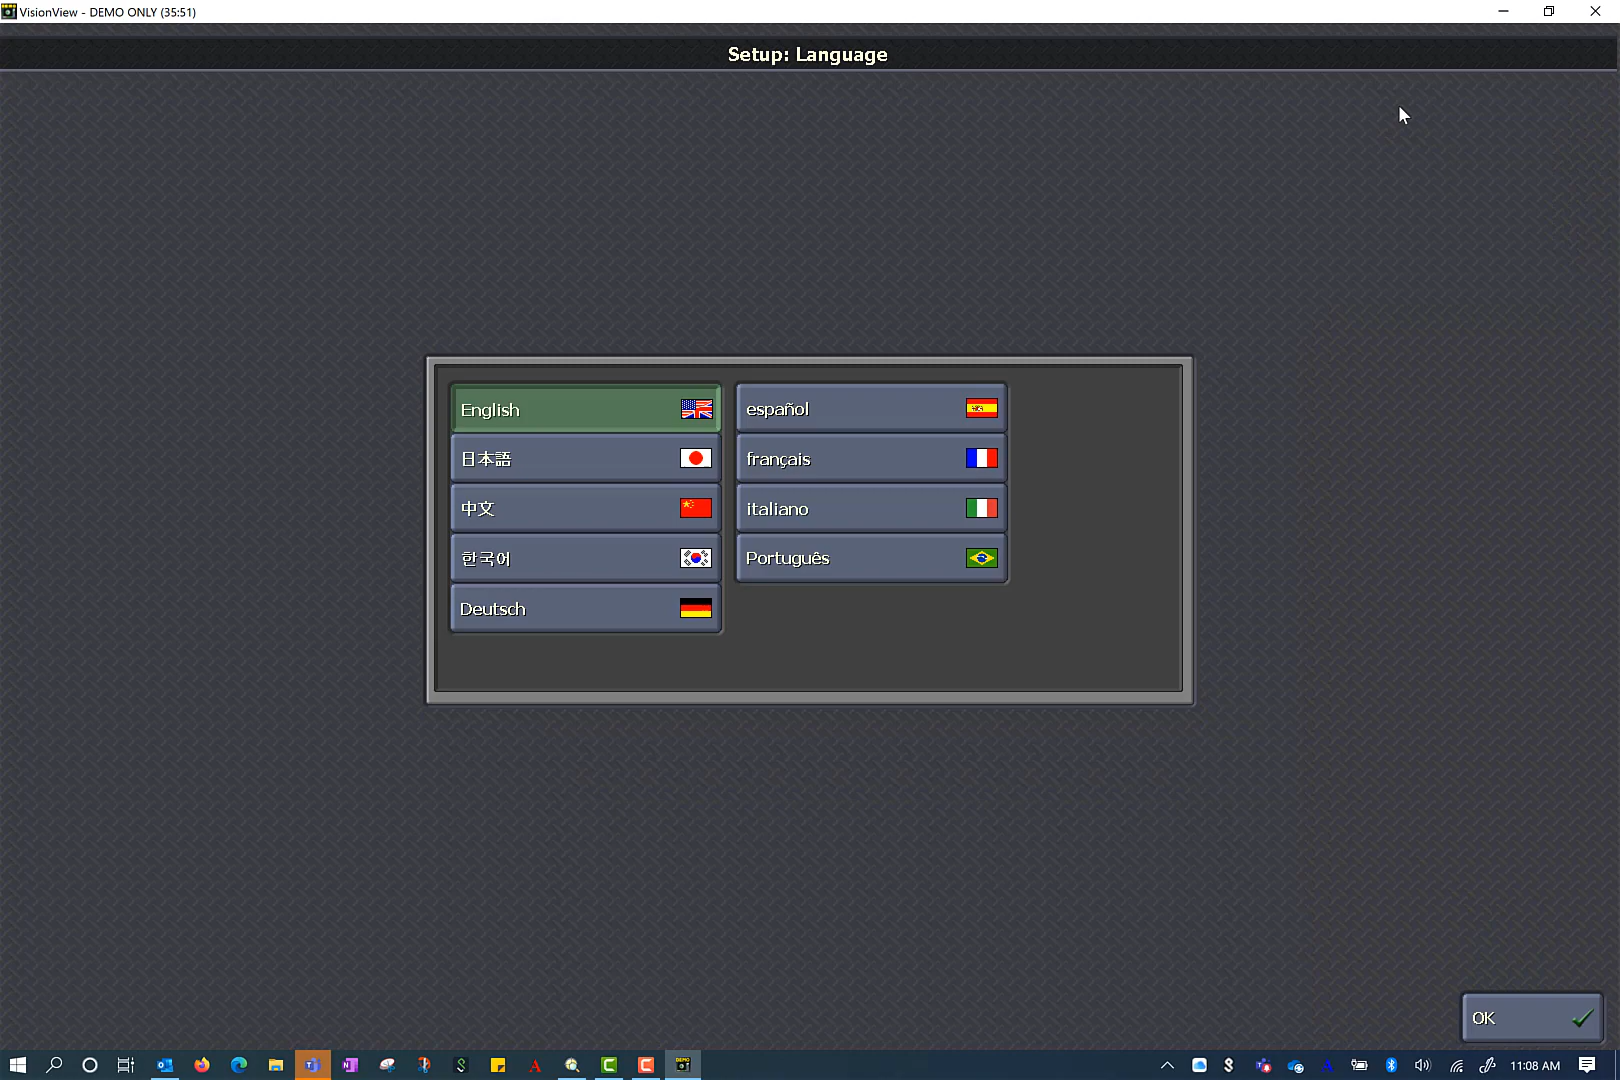 VisionView - DEMO ONLY (35:51)
Setup: Language
English
日本語
中文
한국어
Deutsch
español
français
italiano
Português
OK
11:08 AM